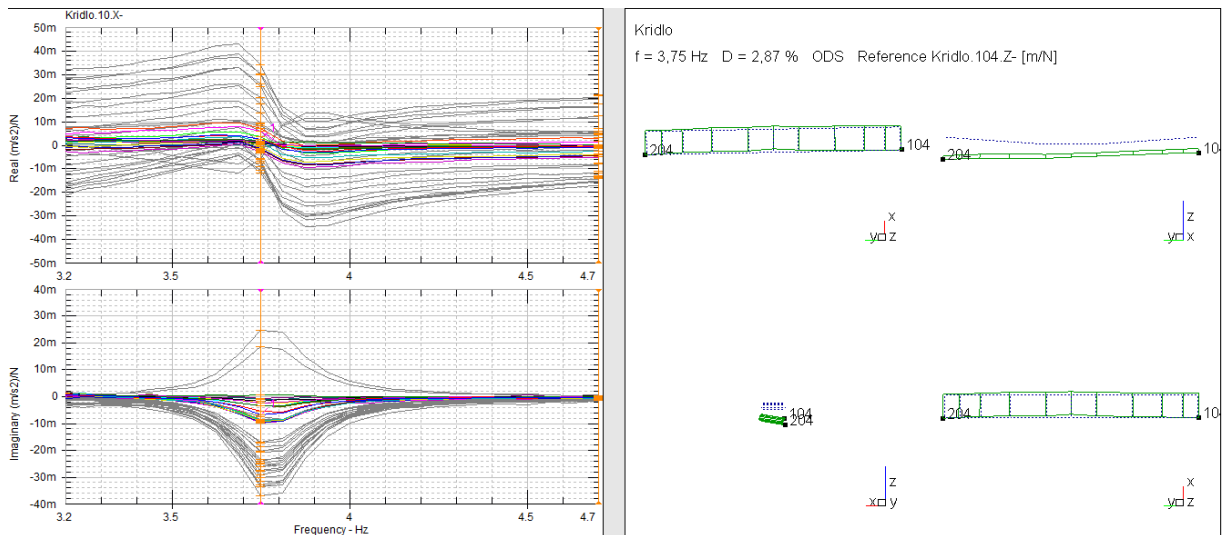 Kridlo.10.X-
50m
40m
30m
20m
10m
0
-10m
-20m
-30m
-40m
-50m
Real (m/s2)/N
3.2
3.5
4
4.5
4.7
40m
30m
20m
10m
0
-10m
-20m
-30m
-40m
Imaginary (m/s2)/N
3.2
3.5
4
4.5
4.7
Frequency - Hz
Kridlo
f = 3,75 Hz D = 2,87 % ODS Reference Kridlo.104.Z- [m/N]
204
104
204
104
x
y z
z
y x
104
204
204
104
z
x y
x
y z